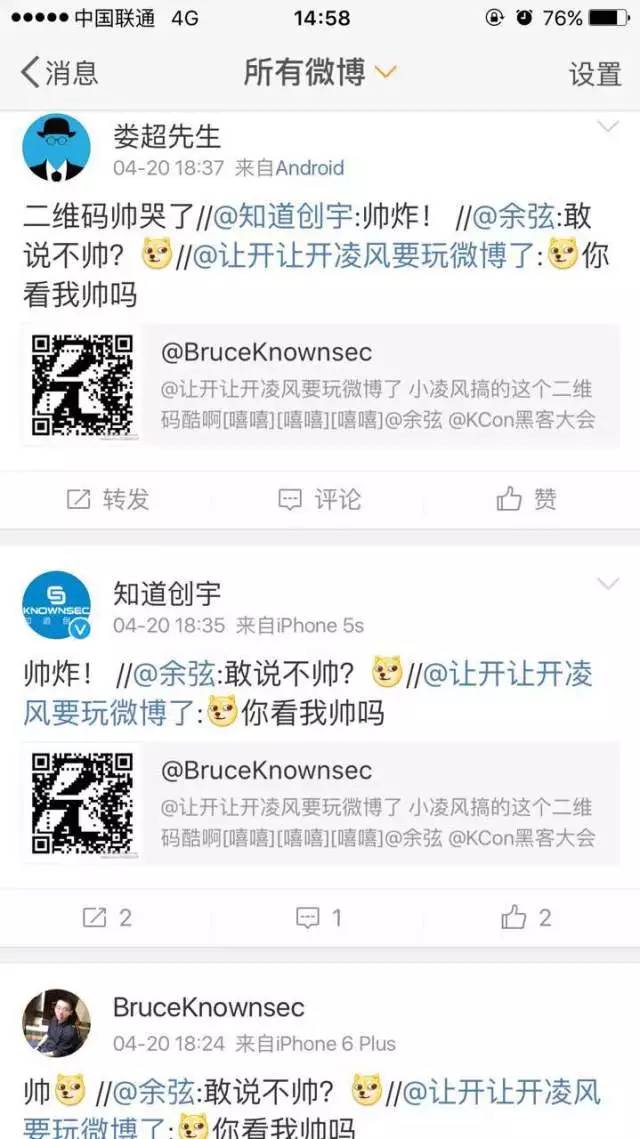 中国联通 4G 14:58 76%
消息 所有微博 设置
娄超先生
04-20 18:37 来自Android
二维码帅哭了//@知道创宇:帅炸！ //@余弦:敢
说不帅？ //@让开让开凌风要玩微博了:你
看我帅吗
@BruceKnownsec
@让开让开凌风要玩微博了 小凌风搞的这个二维
码酷啊[嘻嘻][嘻嘻][嘻嘻]@余弦 @KCon黑客大会
转发 评论 赞
KNOWNSEC
知道创宇
04-20 18:35 来自iPhone 5s
帅炸！ //@余弦:敢说不帅？ //@让开让开凌
风要玩微博了:你看我帅吗
@BruceKnownsec
@让开让开凌风要玩微博了 小凌风搞的这个二维
码酷啊[嘻嘻][嘻嘻][嘻嘻]@余弦 @KCon黑客大会
2 1 2
BruceKnownsec
04-20 18:24 来自iPhone 6 Plus
帅 //@余弦:敢说不帅？ //@让开让开凌风
要玩微博了:你看我帅吗